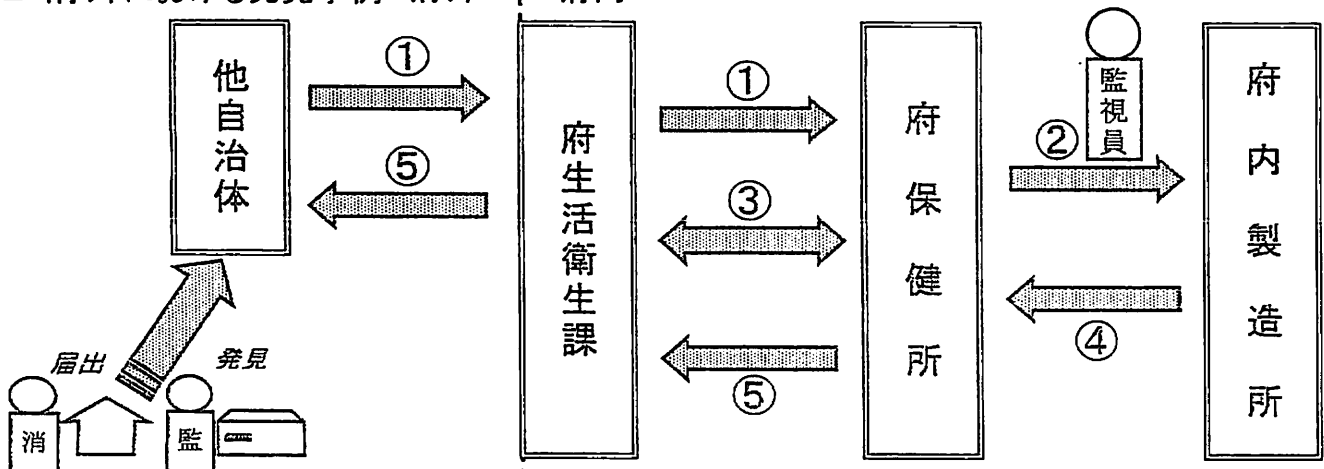 他自治体
①
⑤
府生活衛生課
①
③
⑤
府保健所
監視員
②
④
府内製造所
届出
発見
消
監